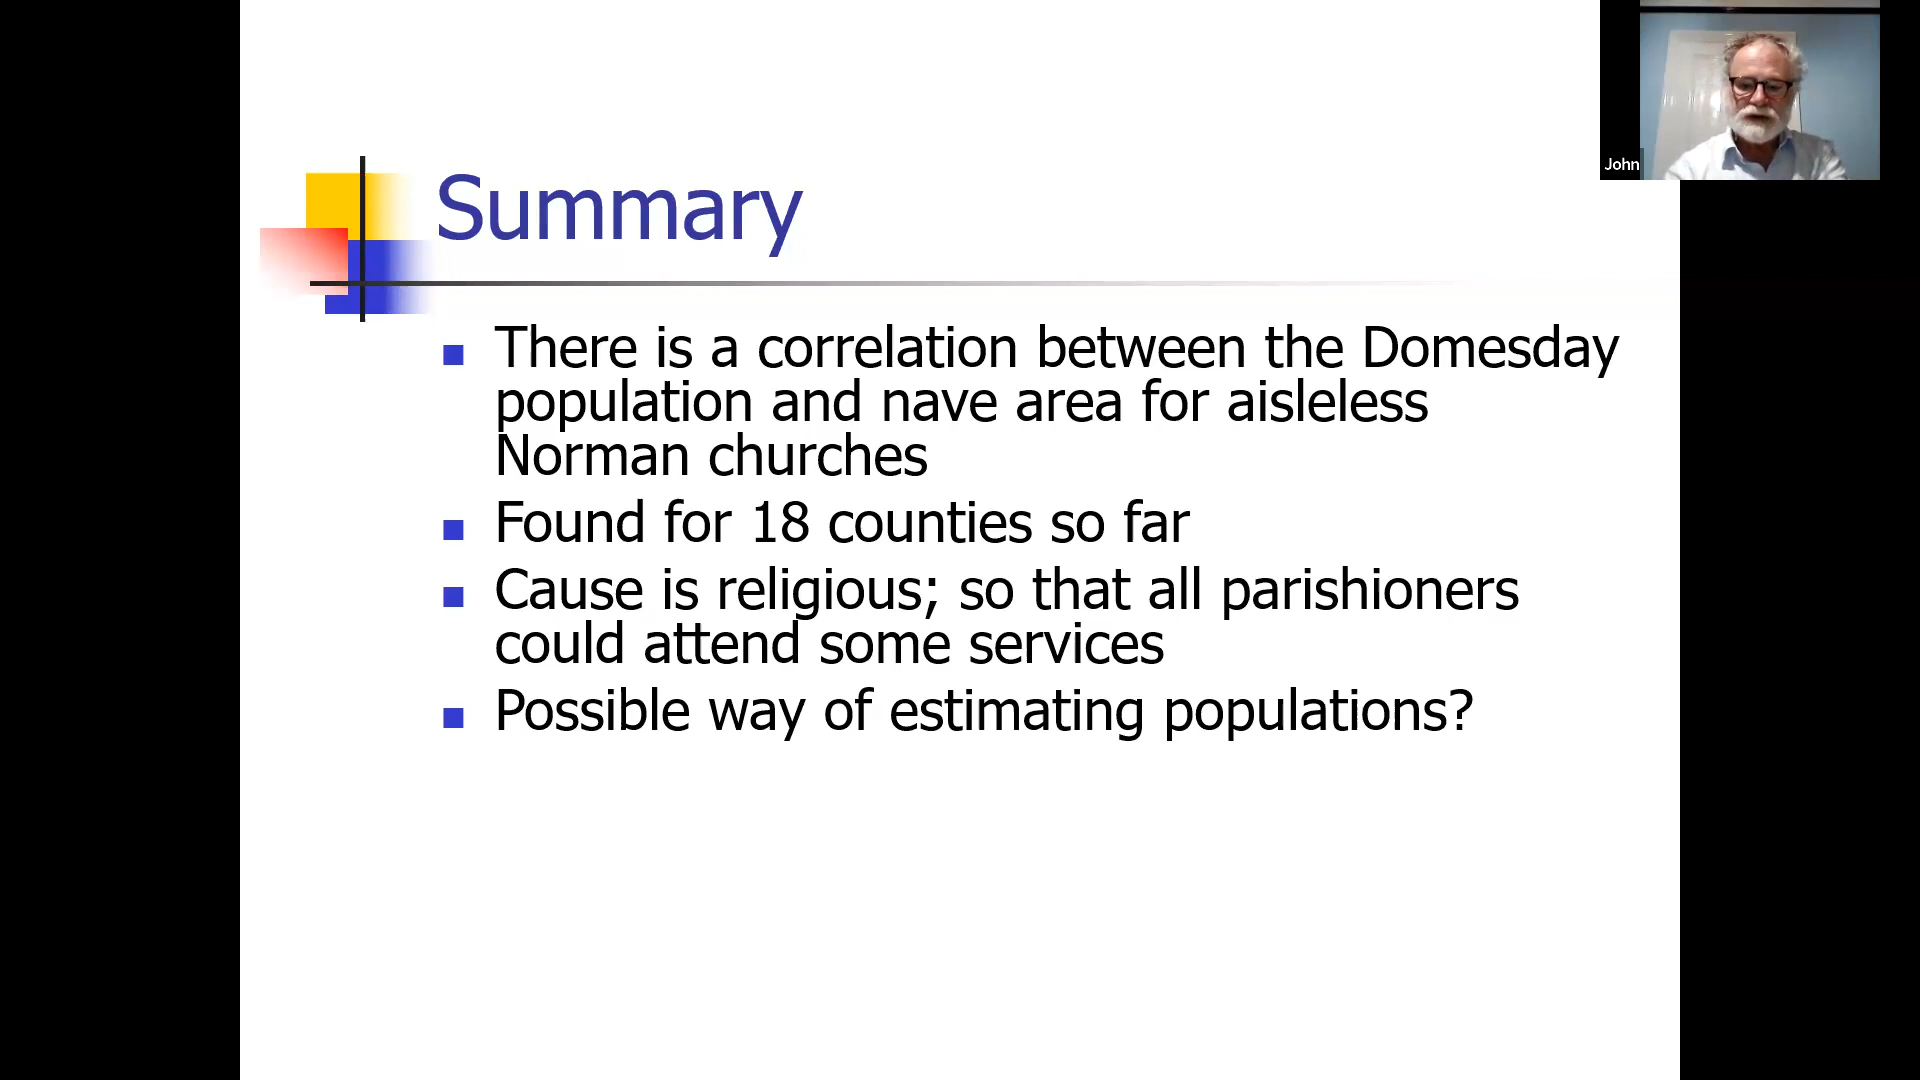 John
Summary
There is a correlation between the Domesday
population and nave area for aisleless
Norman churches
Found for 18 counties so far
Cause is religious; so that all parishioners
could attend some services
Possible way of estimating populations?